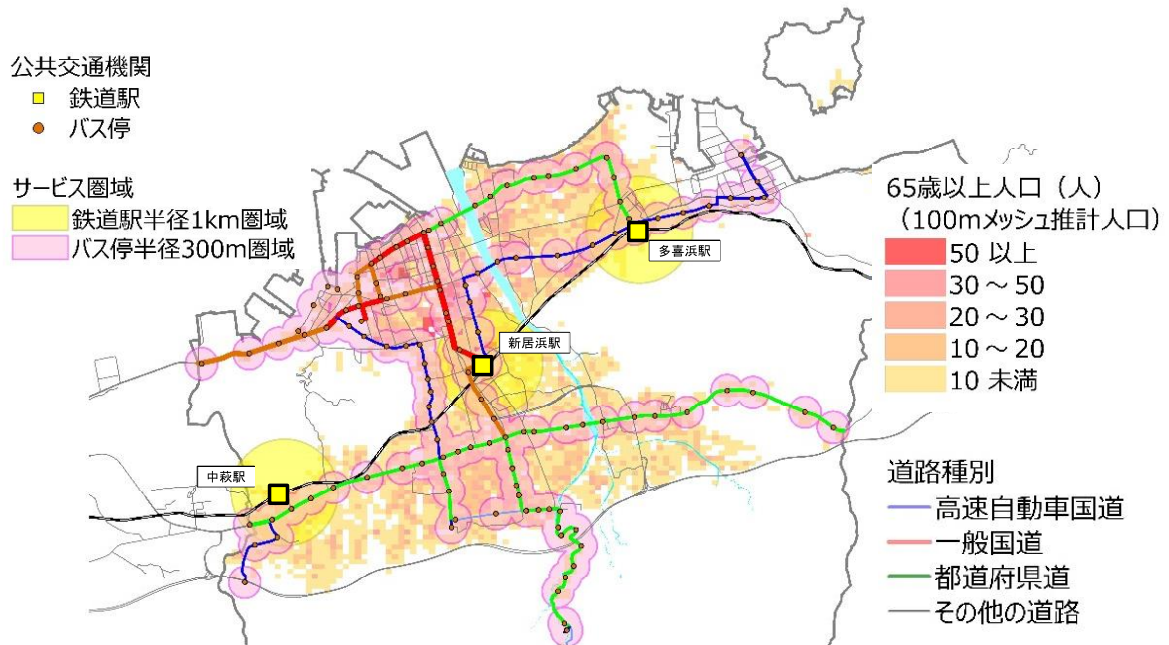 公共交通機関
鉄道駅
バス停
サービス圏域
鉄道駅半径1km圏域
バス停半径300m圏域
多喜浜駅
新居浜駅
中萩駅
65歳以上人口（人）
（100mメッシュ推計人口）
50 以上
30～50
20～30
10～20
10 未満
道路種別
高速自動車国道
一般国道
都道府県道
その他の道路